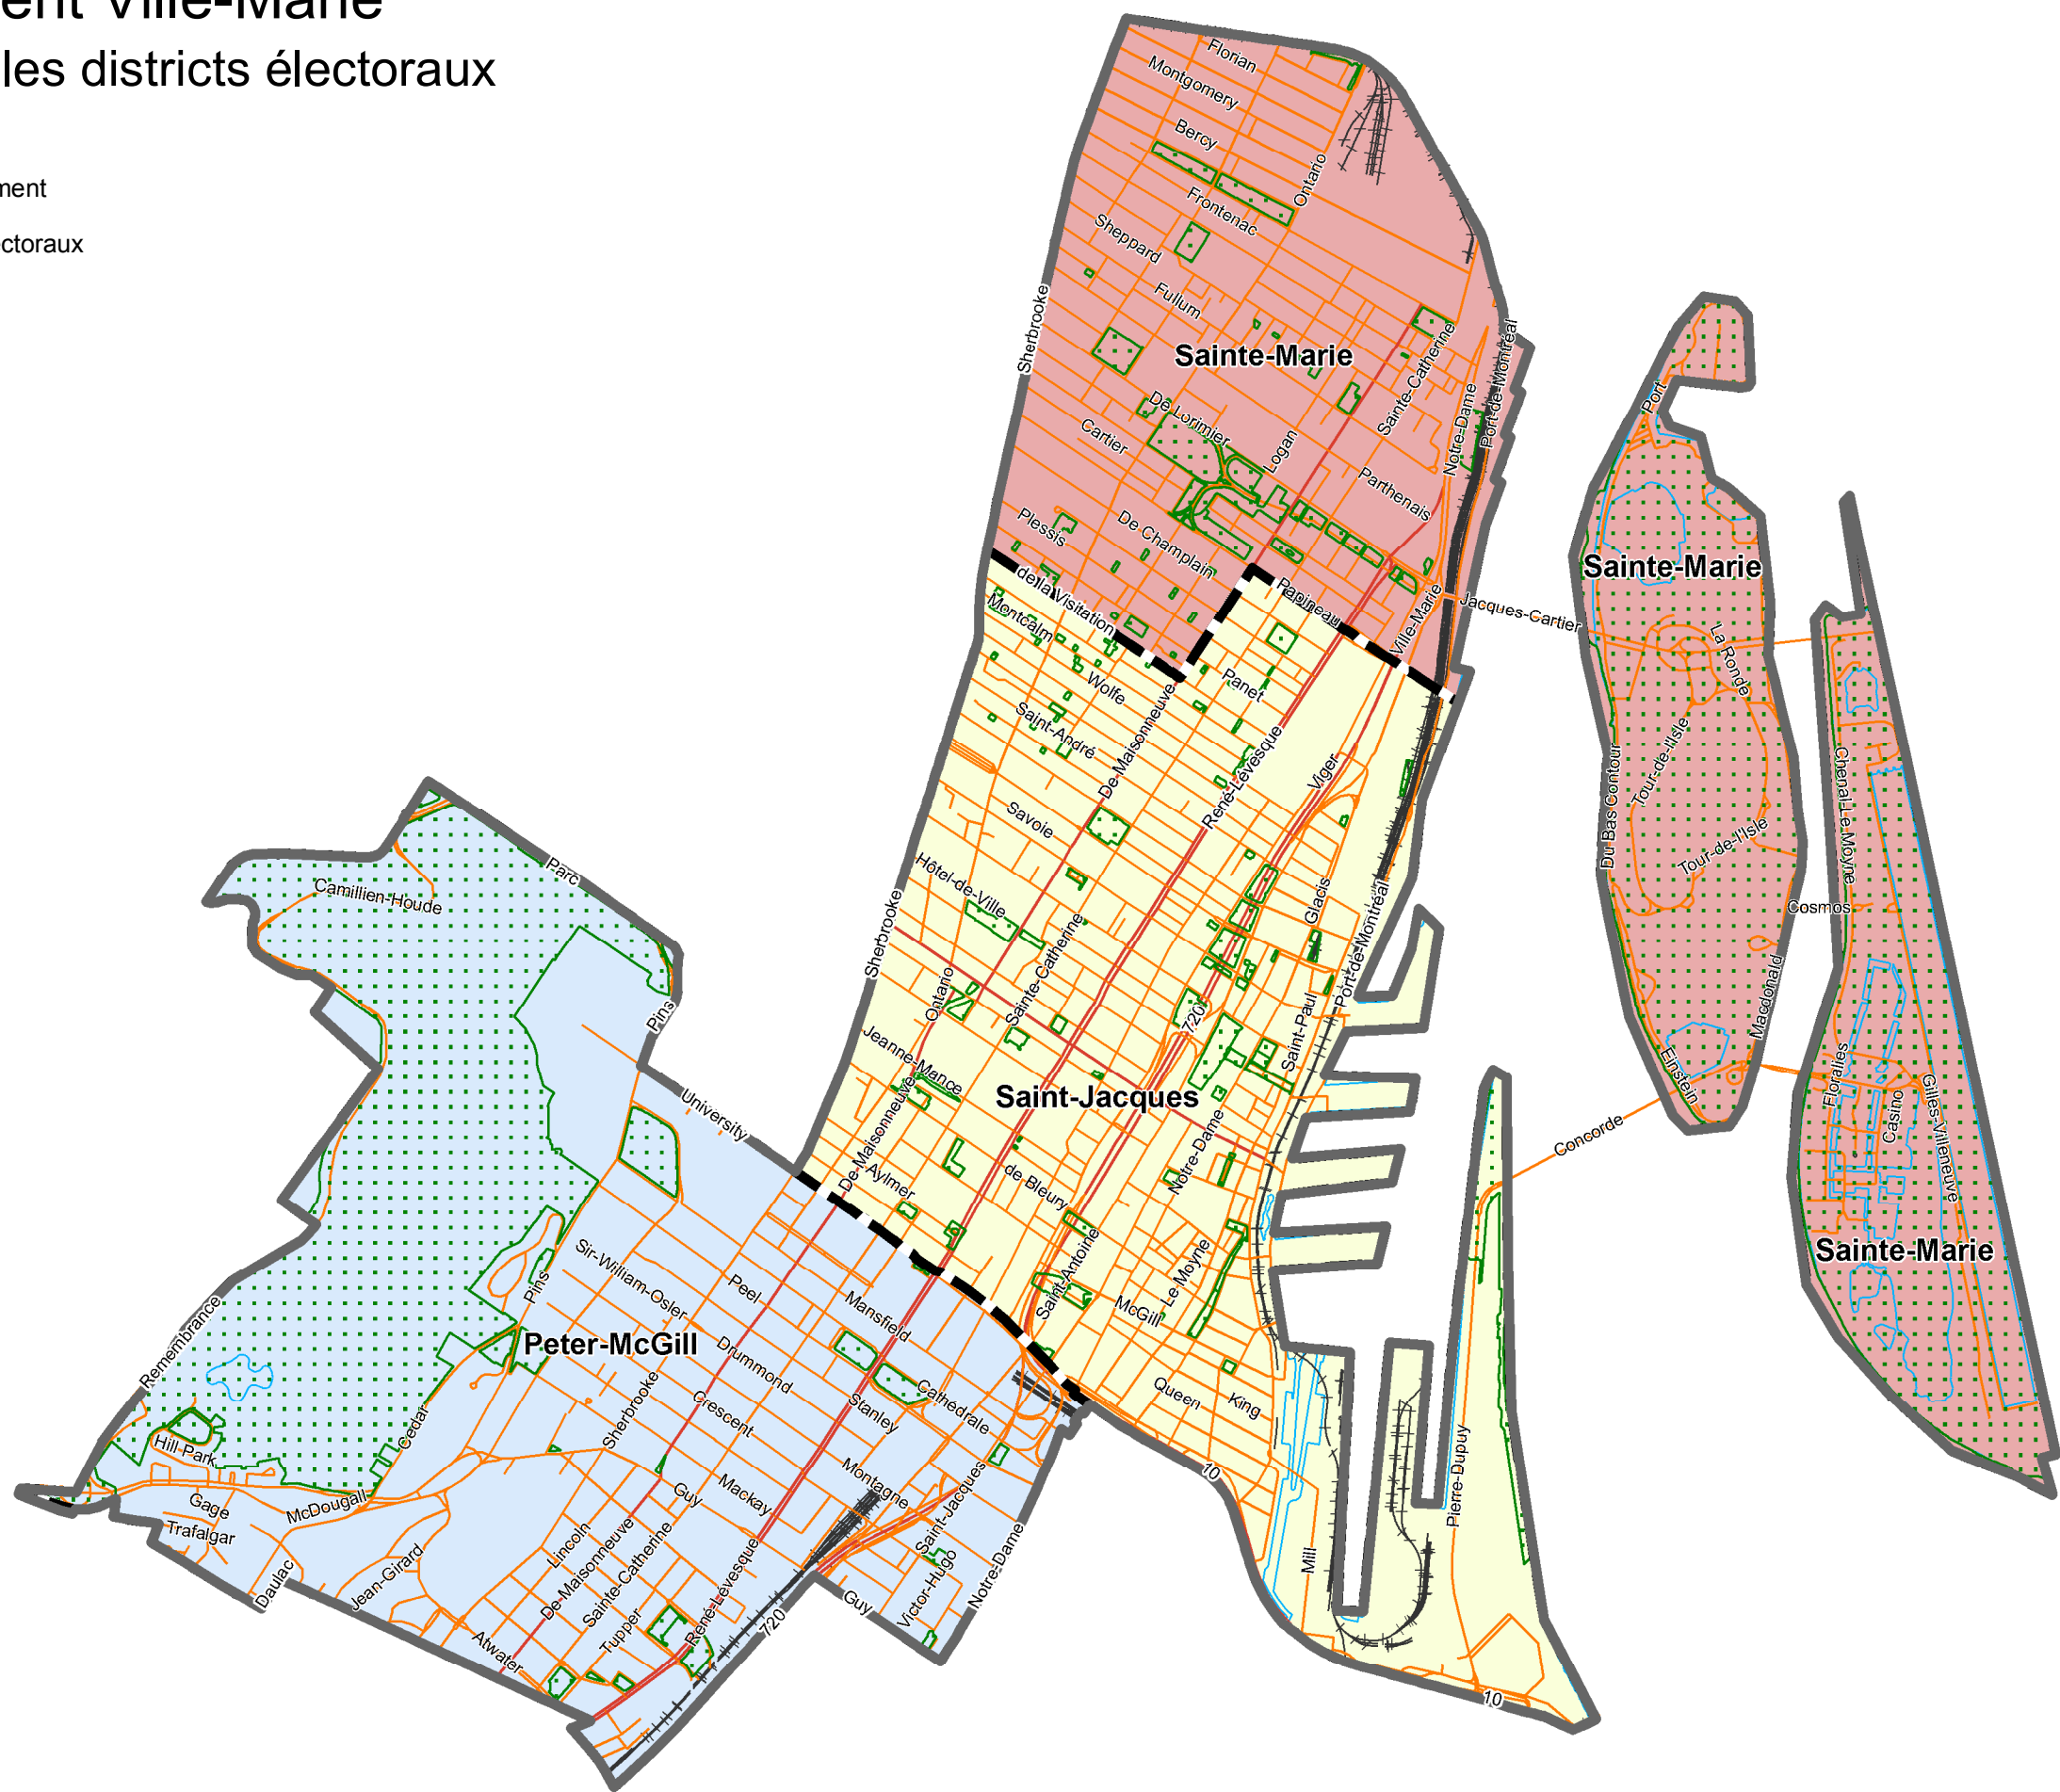 ent Ville-Marie
les districts électoraux
ment
ctoraux
Florian
Montgomery
Bercy
Ontario
Frontenac
Sheppard
Fullum
Sherbrooke
Sainte-Marie
Sainte-Catherine
Port-de-Montréal
Notre-Dame
De Lorimier
Cartier
Logan
Parthenais
Plessis
De Champlain
de la Visitation
Papineau
Ville-Marie
Jacques-Cartier
Montcalm
Wolfe
Panet
Saint-André
De Maisonneuve
René-Lévesque
Viger
Savoie
Hôtel-de-Ville
Sherbrooke
Sainte-Catherine
Glacis
Port-de-Montréal
Ontario
720
Saint-Paul
Jeanne-Mance
Saint-Jacques
De Maisonneuve
Aylmer
de Bleury
Notre-Dame
Saint-Antoine
Le Moyne
McGill
Queen
King
10
Mill
Pierre-Dupuy
10
Concorde
Port
Sainte-Marie
La Ronde
Du Bas Contour
Tour-de-l'Isle
Tour-de-l'Isle
Chenal-Le Moyne
Cosmos
Macdonald
Einstein
Floralies
Casino
Gilles-Villeneuve
Sainte-Marie
Parc
Camillien-Houde
Pins
University
Remembrance
Pins
Sir-William-Osler
Peel
Mansfield
Peter-McGill
Drummond
Sherbrooke
Crescent
Stanley
Cathedrale
Cedar
Hill Park
Gage
McDougall
Trafalgar
Daulac
Jean-Girard
Guy
Mackay
Montagne
Saint-Jacques
Lincoln
De Maisonneuve
Sainte-Catherine
Tupper
René-Lévesque
Atwater
720
Guy
Victor-Hugo
Notre-Dame